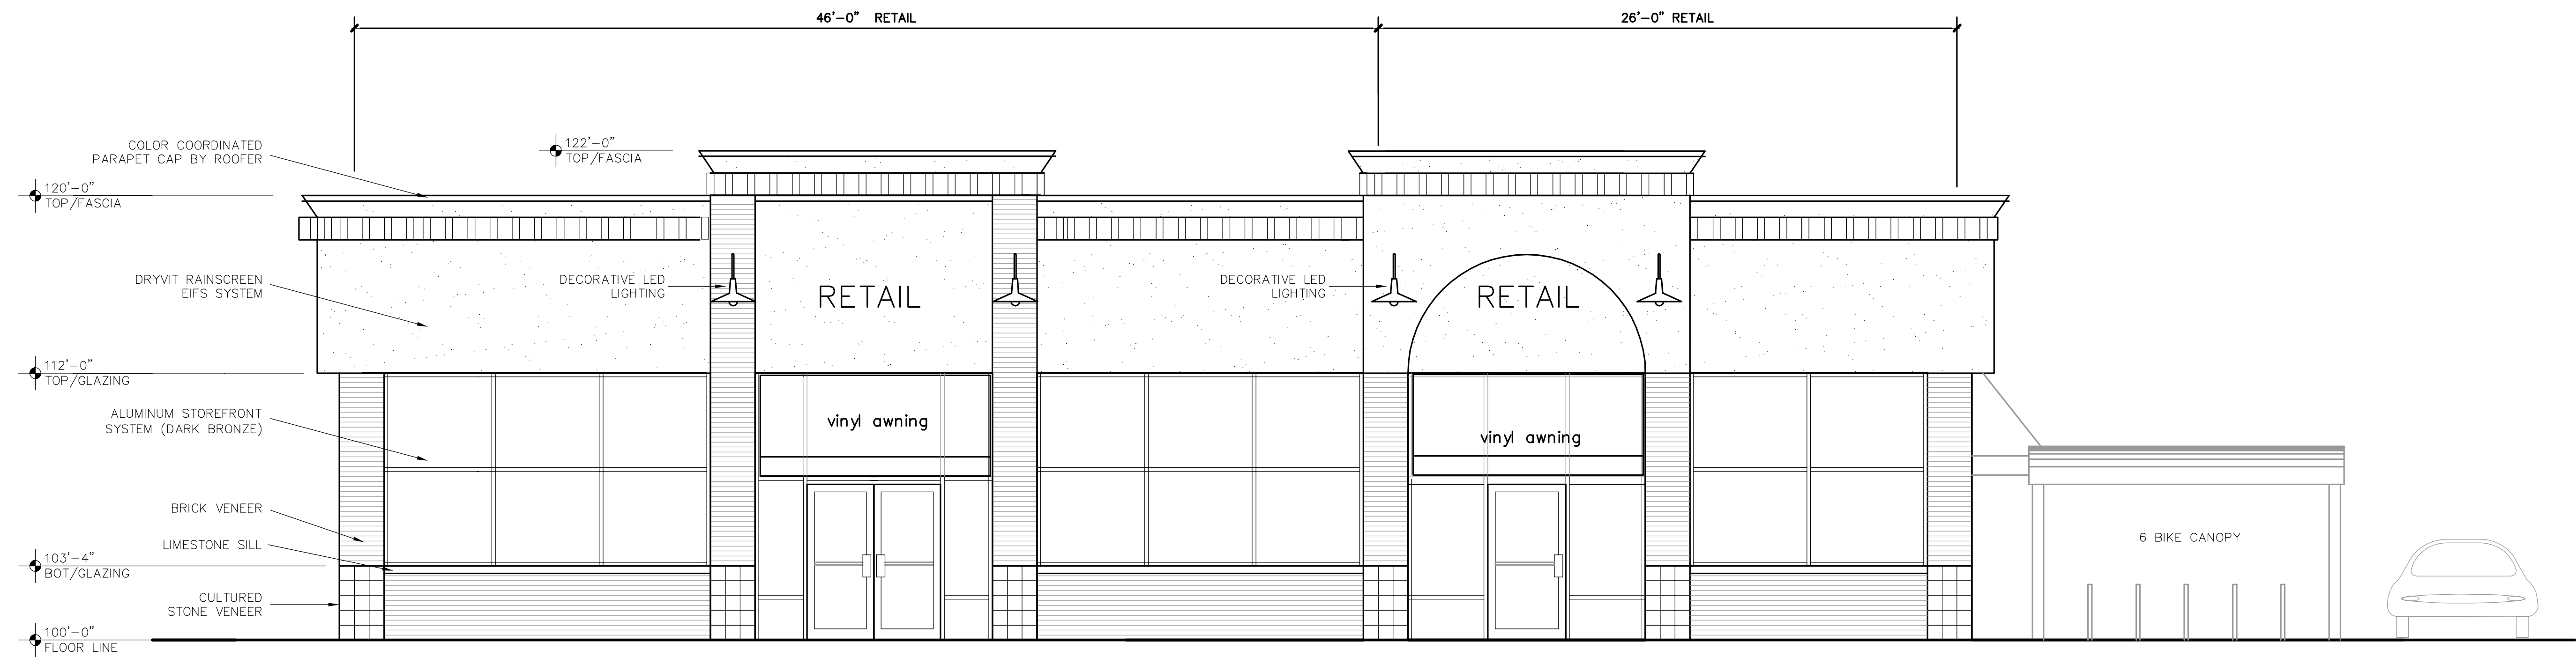 46'-0" RETAIL
26'-0" RETAIL
122'-0"
TOP/FASCIA
COLOR COORDINATED
PARAPET CAP BY ROOFER
120'-0"
TOP/FASCIA
DRYVIT RAINSCREEN
EIFS SYSTEM
DECORATIVE LED
LIGHTING
RETAIL
DECORATIVE LED
LIGHTING
RETAIL
112'-0"
TOP/GLAZING
ALUMINUM STOREFRONT
SYSTEM (DARK BRONZE)
vinyl awning
vinyl awning
BRICK VENEER
LIMESTONE SILL
6 BIKE CANOPY
103'-4"
BOT/GLAZING
CULTURED
STONE VENEER
100'-0"
FLOOR LINE